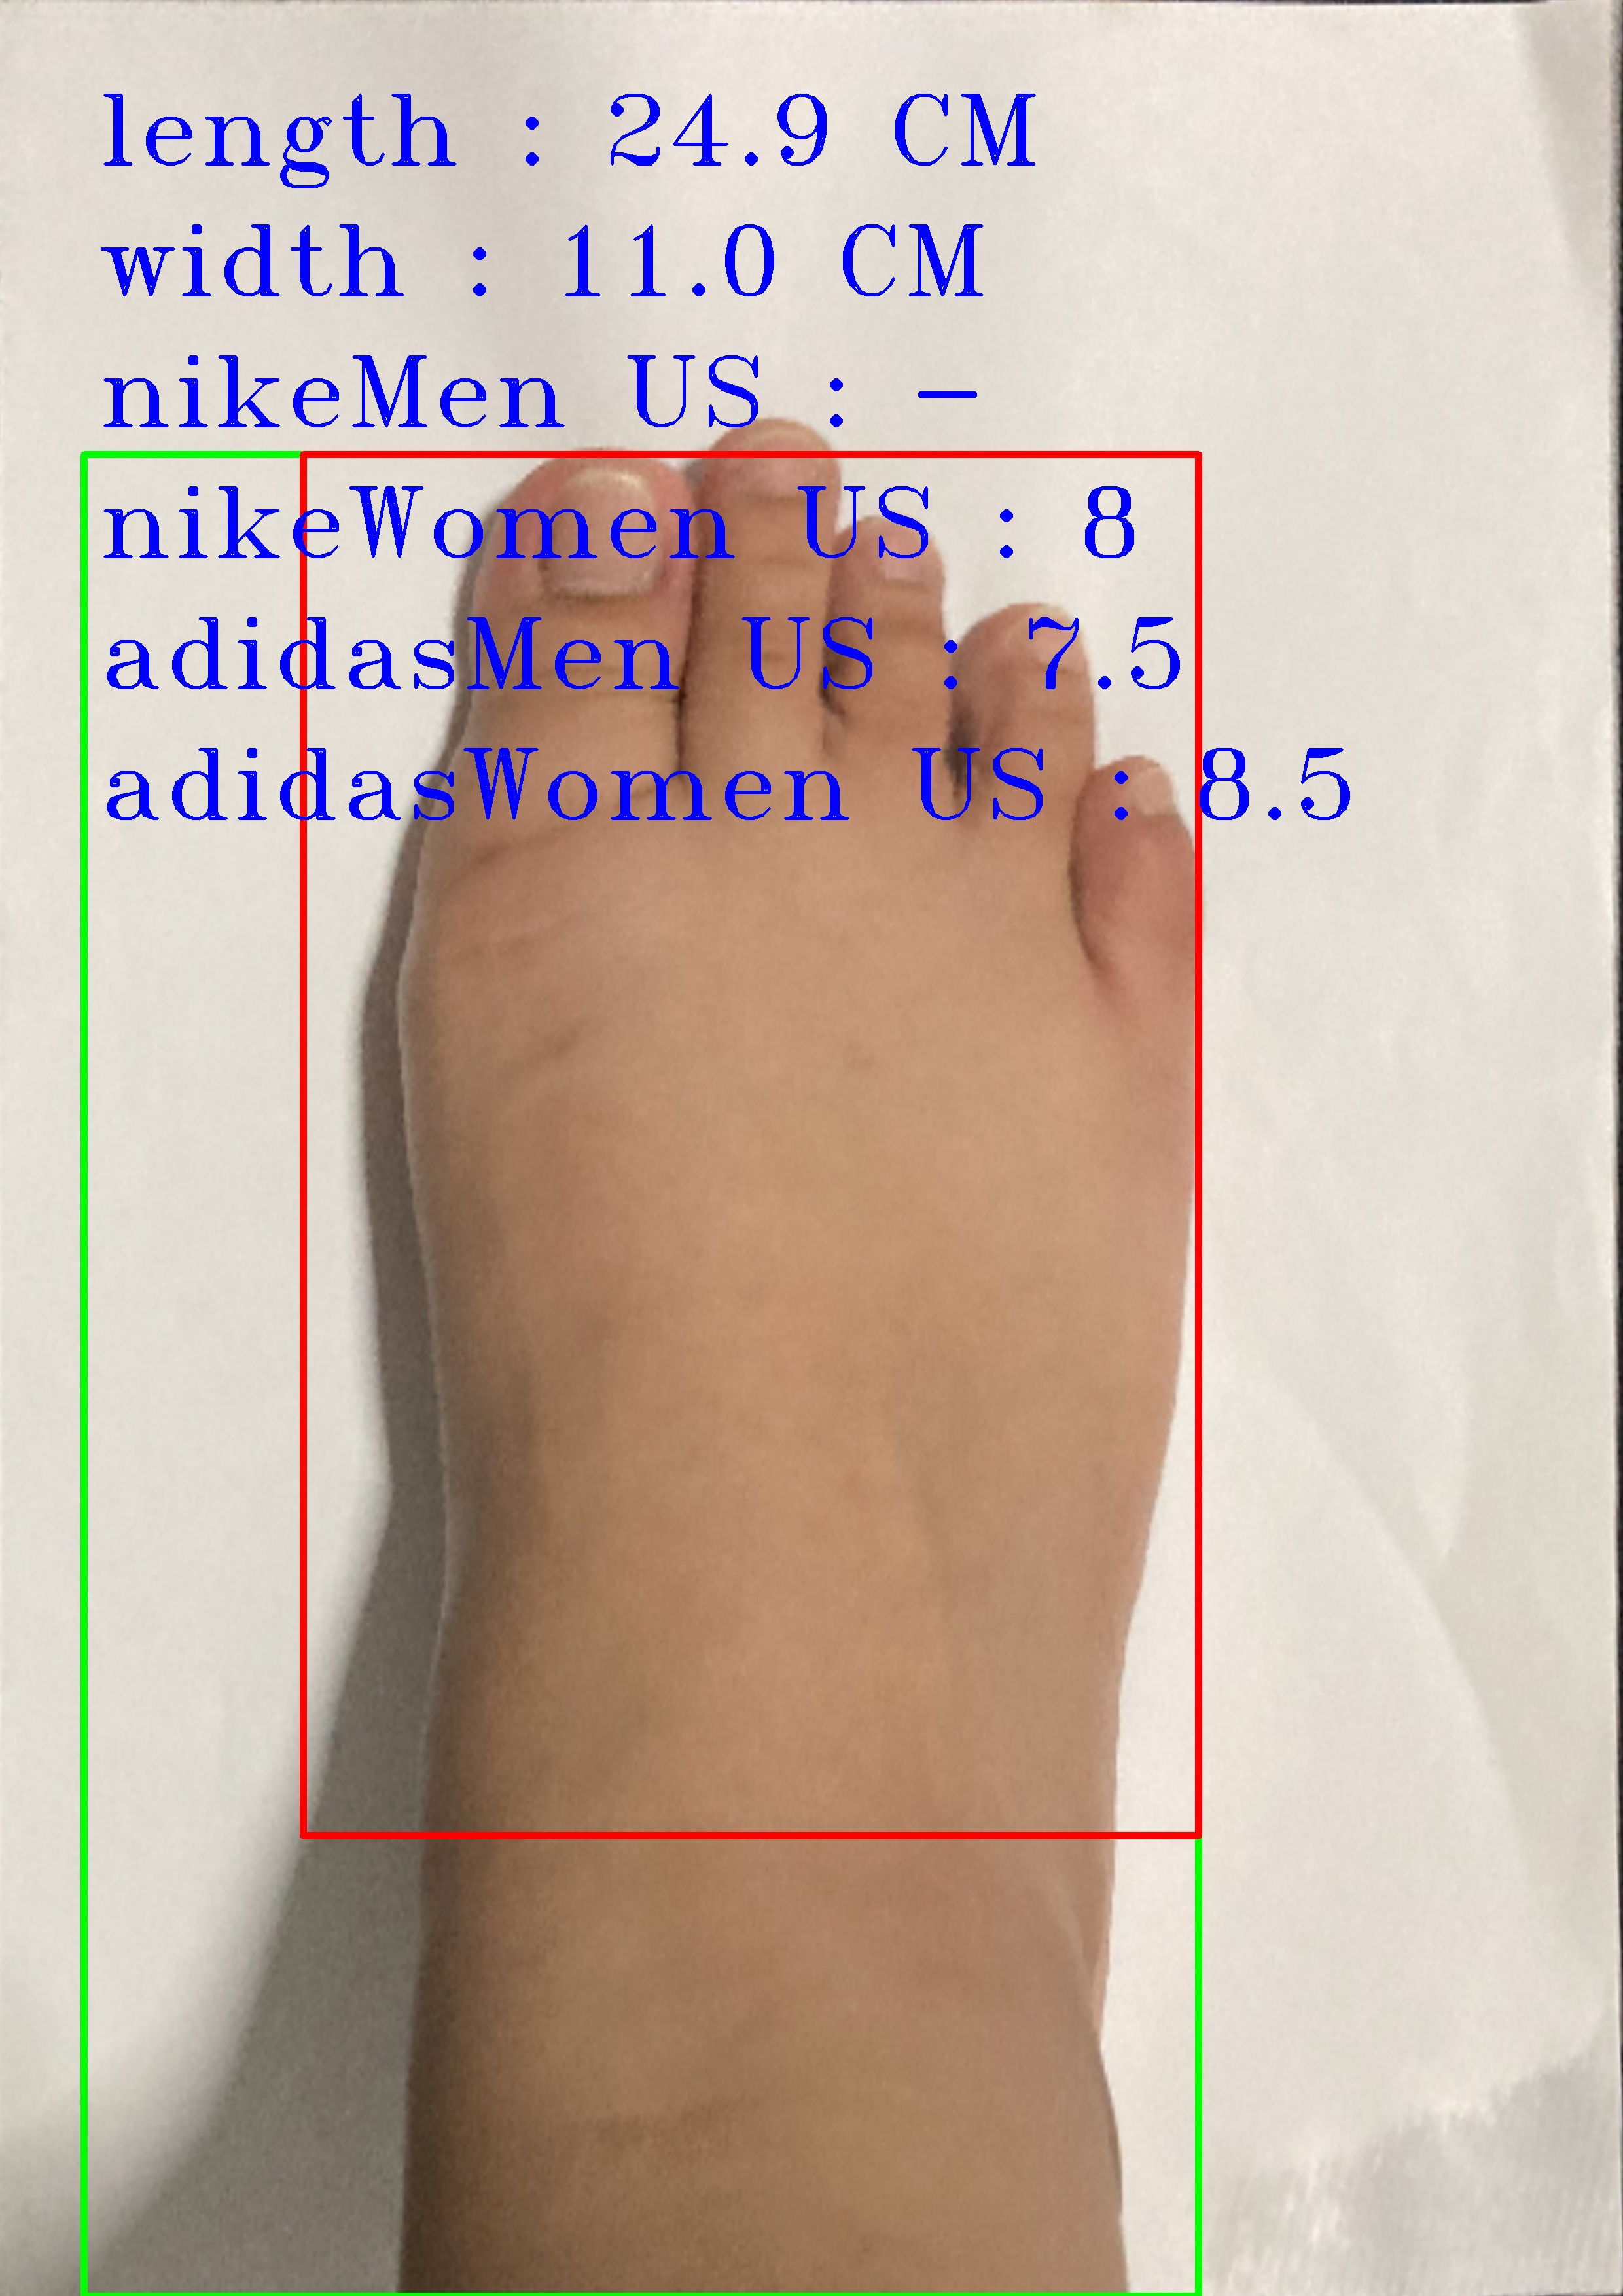 length : 24.9 CM
width : 11.0 CM
nikeMen US : -
nikeWomen US : 8
adidasMen US : 7.5
adidasWomen US : 8.5